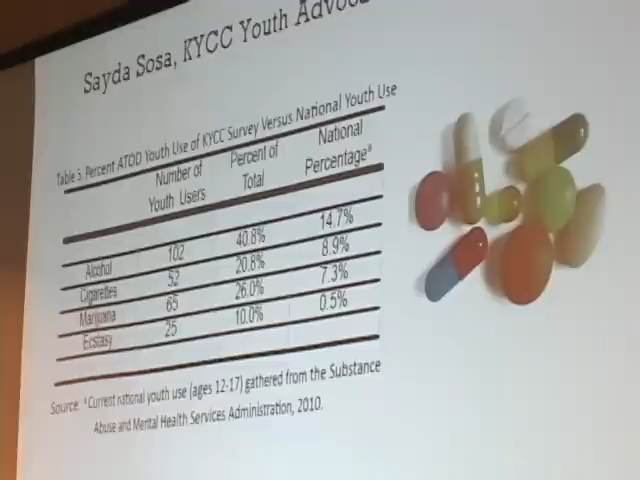 Sayda Sosa, KYCC Youth
Table 5. Percent ATOD Youth Use of KYCC Survey Versus National Youth Use
Number of Youth Users Percent of Total National Percentageᵃ
Alcohol 102 40.8% 14.7%
Cigarettes 52 20.8% 8.9%
Marijuana 65 26.0% 7.3%
Ecstasy 25 10.0% 0.5%
Source. ᵃCurrent national youth use (ages 12-17) gathered from the Substance
Abuse and Mental Health Services Administration, 2010.